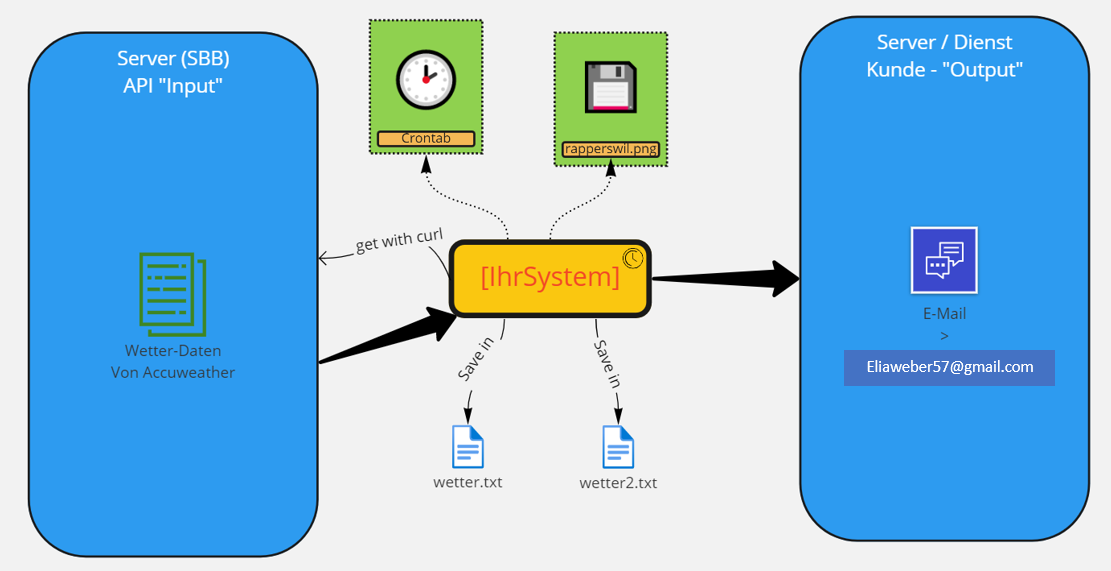 Server (SBB)
API "Input"
Crontab
rapperswil.png
Server / Dienst
Kunde - "Output"
get with curl
[IhrSystem]
Wetter-Daten
Von Accuweather
Save in
Save in
wetter.txt
wetter2.txt
E-Mail
>
Eliaweber57@gmail.com